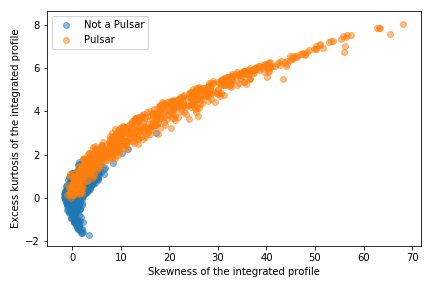 Not a Pulsar
Pulsar
Excess kurtosis of the integrated profile
8
6
4
2
0
−2
0 10 20 30 40 50 60 70
Skewness of the integrated profile